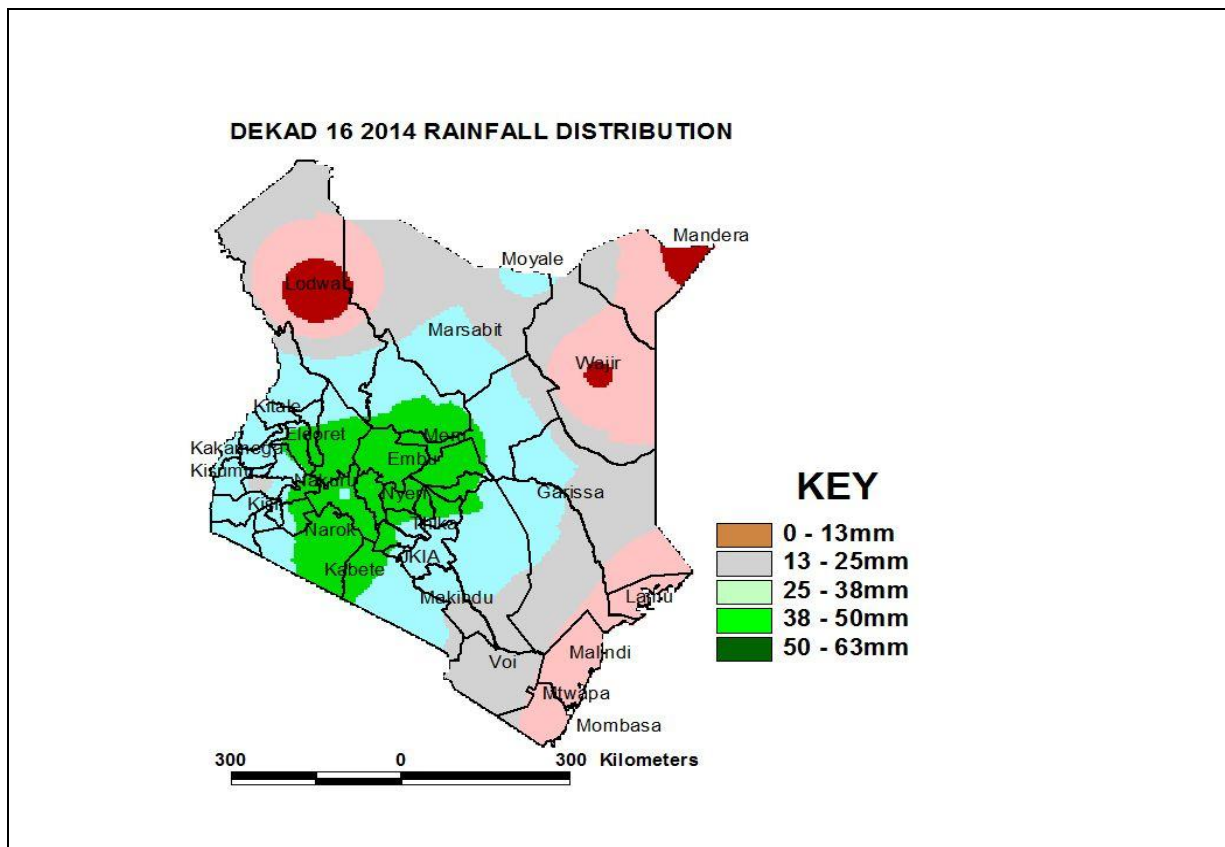 DEKAD 16 2014 RAINFALL DISTRIBUTION
Mandera
Moyale
Lodwar
Marsabit
Wajir
Kitale
Eldoret
Meru
Kakamega
Embu
Kisumu
Nakuru
Nyeri
Garissa
Kisii
Narok
Thika
JKIA
Kabete
Makindu
Lamu
Voi
Malindi
Mtwapa
Mombasa
KEY
0 - 13mm
13 - 25mm
25 - 38mm
38 - 50mm
50 - 63mm
300 0 300 Kilometers